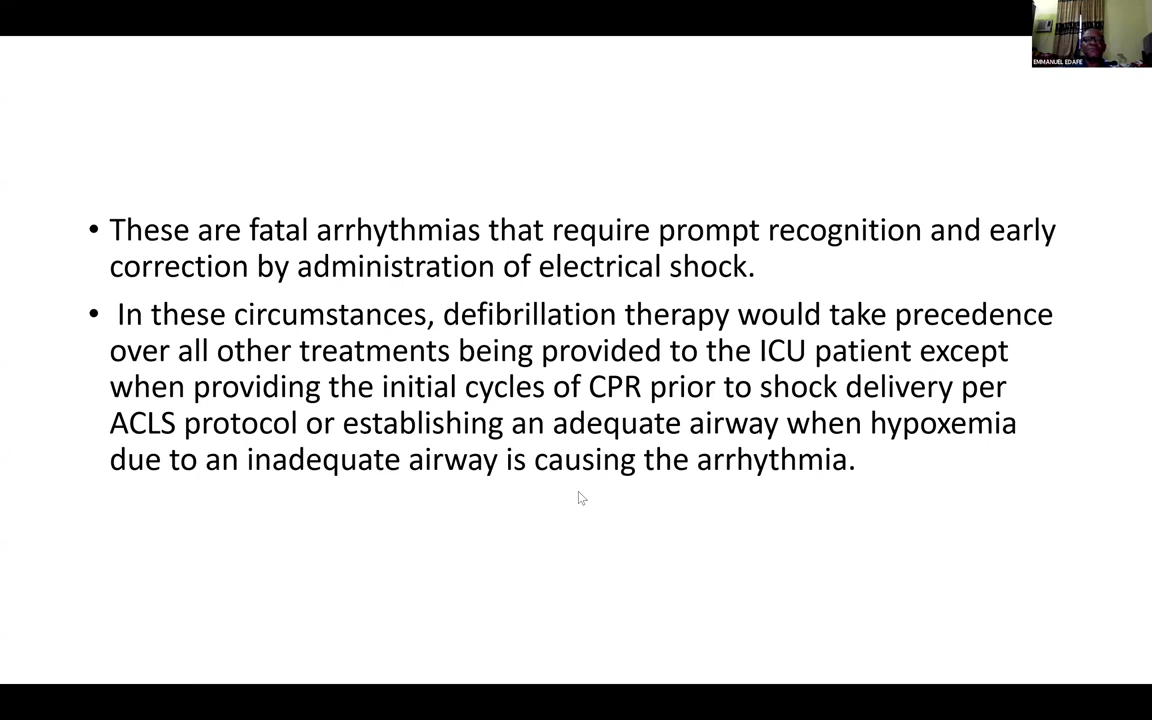 EMMANUEL EDAFE
• These are fatal arrhythmias that require prompt recognition and early
correction by administration of electrical shock.
• In these circumstances, defibrillation therapy would take precedence
over all other treatments being provided to the ICU patient except
when providing the initial cycles of CPR prior to shock delivery per
ACLS protocol or establishing an adequate airway when hypoxemia
due to an inadequate airway is causing the arrhythmia.